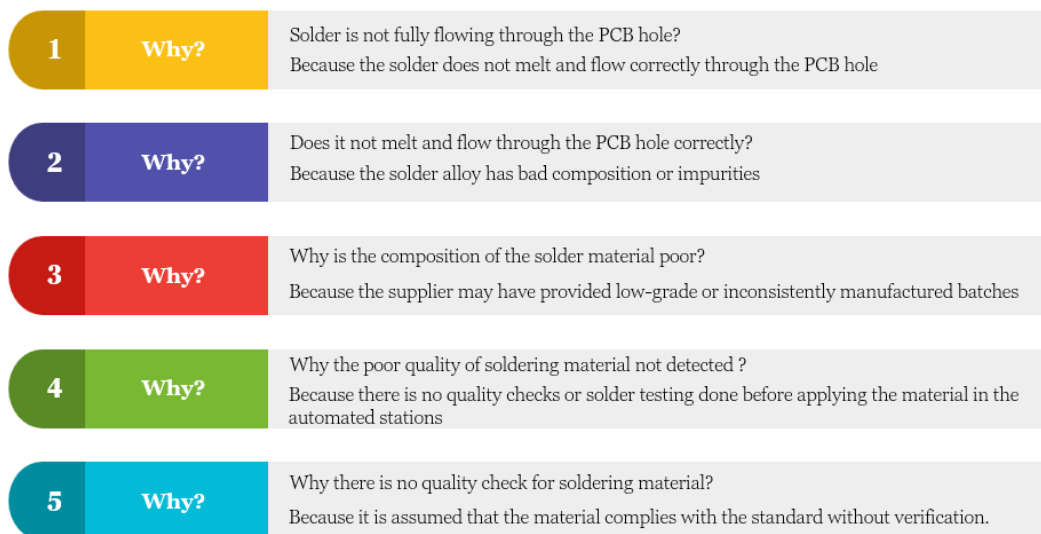 1
Why?
Solder is not fully flowing through the PCB hole?
Because the solder does not melt and flow correctly through the PCB hole
2
Why?
Does it not melt and flow through the PCB hole correctly?
Because the solder alloy has bad composition or impurities
3
Why?
Why is the composition of the solder material poor?
Because the supplier may have provided low-grade or inconsistently manufactured batches
4
Why?
Why the poor quality of soldering material not detected ?
Because there is no quality checks or solder testing done before applying the material in the
automated stations
5
Why?
Why there is no quality check for soldering material?
Because it is assumed that the material complies with the standard without verification.